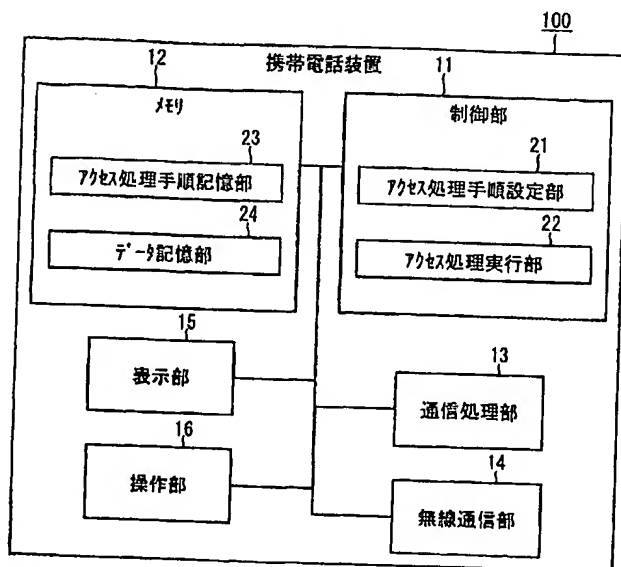 100
携帯電話装置
12
メモリ
23
アクセス処理手順記憶部
24
データ記憶部
11
制御部
21
アクセス処理手順設定部
22
アクセス処理実行部
15
表示部
16
操作部
13
通信処理部
14
無線通信部